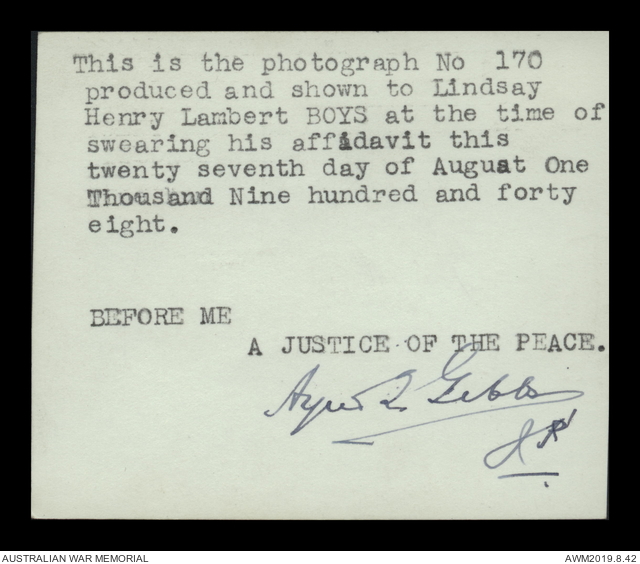 This is the photograph No 170
produced and shown to Lindsay
Henry Lambert BOYS at the time of
swearing his affidavit this
twenty seventh day of August One
Thousand Nine hundred and forty
eight.
BEFORE ME
A JUSTICE OF THE PEACE.
JP
AUSTRALIAN WAR MEMORIAL
AWM2019.8.42